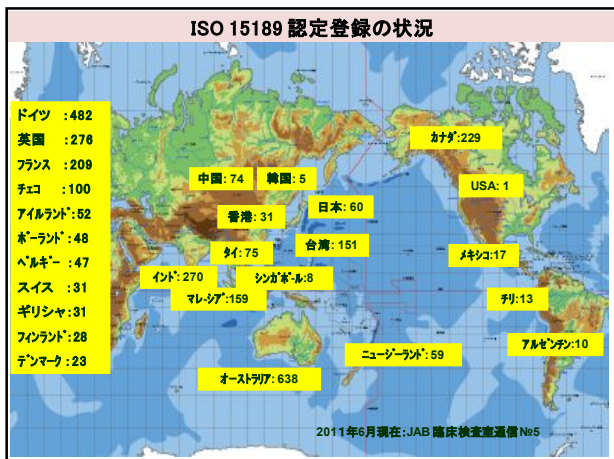 ISO 15189 認定登録の状況
ドイツ :482
英国 :276
フランス :209
チェコ :100
アイルランド:52
ポーランド :48
ベルギー :47
スイス :31
ギリシャ:31
フィンランド :28
デンマーク :23
カナダ:229
中国: 74
韓国: 5
USA: 1
香港: 31
日本: 60
タイ: 75
台湾: 151
メキシコ:17
インド: 270
シンガポール:8
マレーシア:159
チリ:13
アルゼンチン:10
ニュージーランド: 59
オーストラリア: 638
2011年6月現在:JAB 臨床検査室通信№5